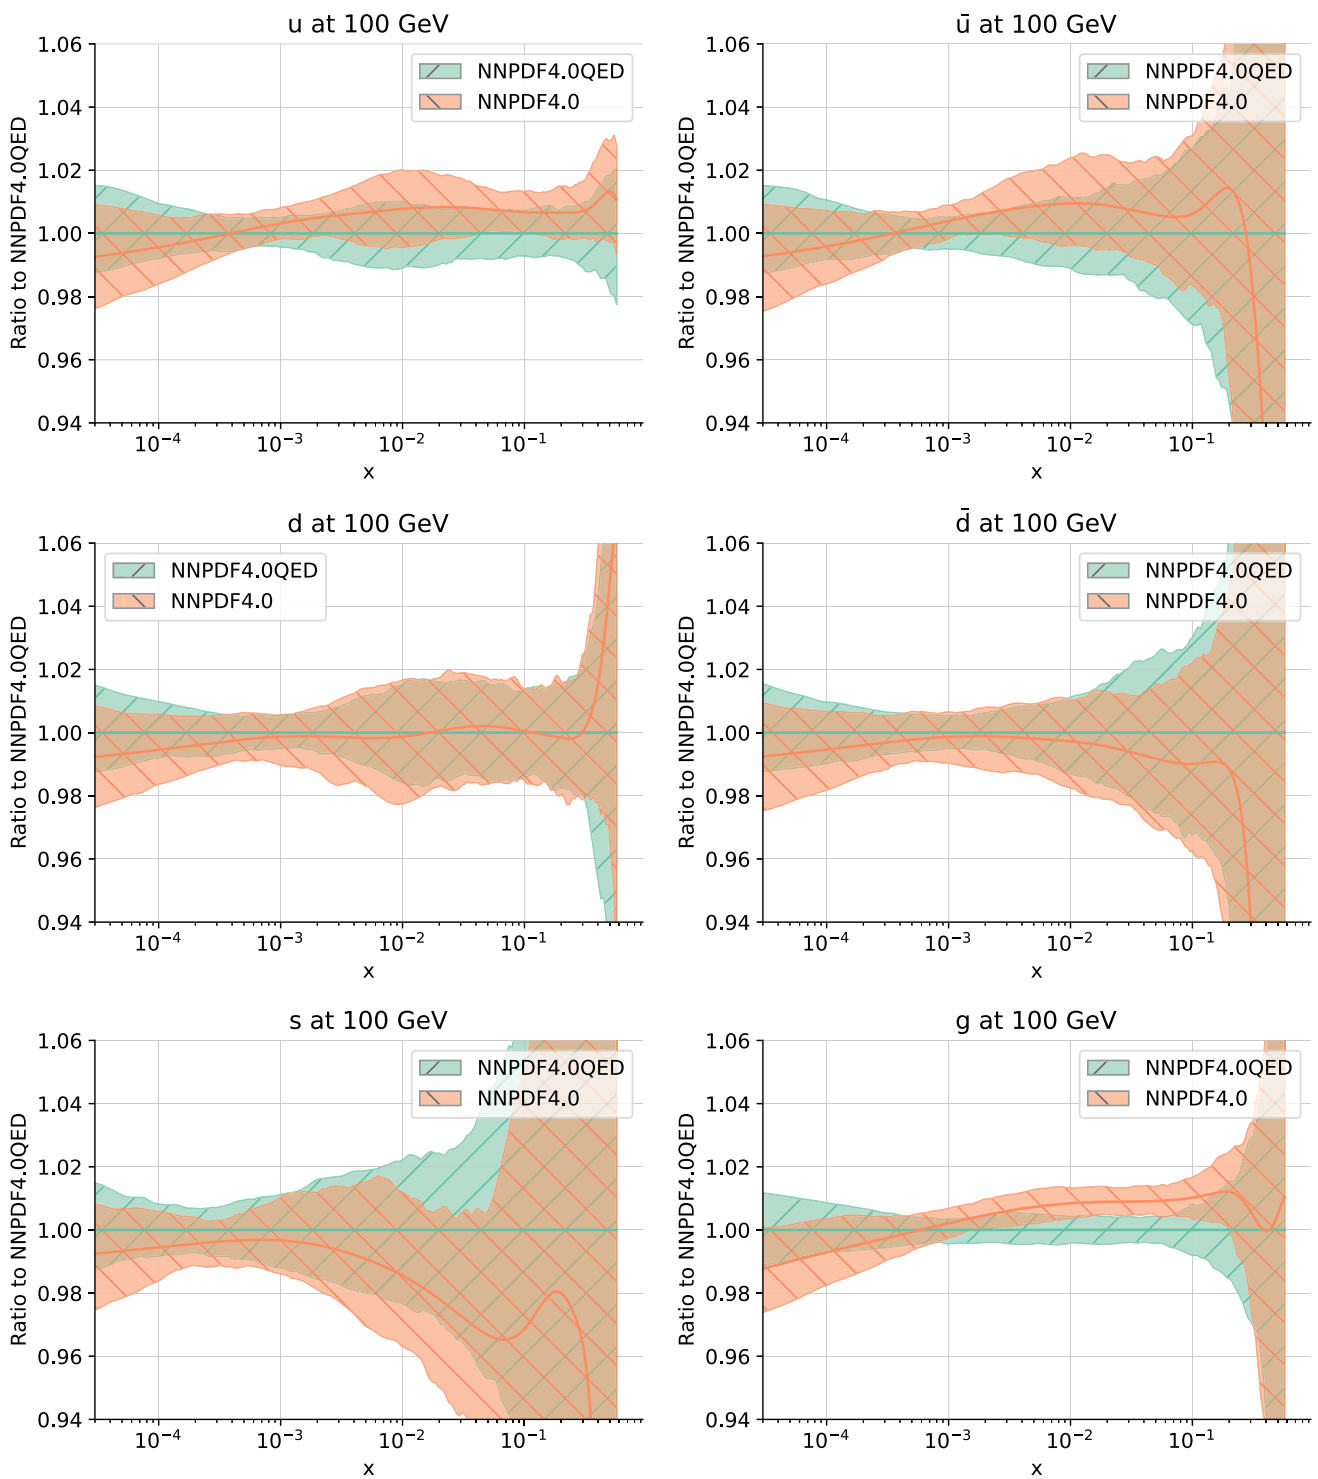 u at 100 GeV
Ratio to NNPDF4.0QED
1.06
1.04
1.02
1.00
0.98
0.96
0.94
NNPDF4.0QED
NNPDF4.0
10⁻⁴ 10⁻³ 10⁻² 10⁻¹
x
ū at 100 GeV
Ratio to NNPDF4.0QED
1.06
1.04
1.02
1.00
0.98
0.96
0.94
NNPDF4.0QED
NNPDF4.0
10⁻⁴ 10⁻³ 10⁻² 10⁻¹
x
d at 100 GeV
Ratio to NNPDF4.0QED
1.06
1.04
1.02
1.00
0.98
0.96
0.94
NNPDF4.0QED
NNPDF4.0
10⁻⁴ 10⁻³ 10⁻² 10⁻¹
x
d̄ at 100 GeV
Ratio to NNPDF4.0QED
1.06
1.04
1.02
1.00
0.98
0.96
0.94
NNPDF4.0QED
NNPDF4.0
10⁻⁴ 10⁻³ 10⁻² 10⁻¹
x
s at 100 GeV
Ratio to NNPDF4.0QED
1.06
1.04
1.02
1.00
0.98
0.96
0.94
NNPDF4.0QED
NNPDF4.0
10⁻⁴ 10⁻³ 10⁻² 10⁻¹
x
g at 100 GeV
Ratio to NNPDF4.0QED
1.06
1.04
1.02
1.00
0.98
0.96
0.94
NNPDF4.0QED
NNPDF4.0
10⁻⁴ 10⁻³ 10⁻² 10⁻¹
x